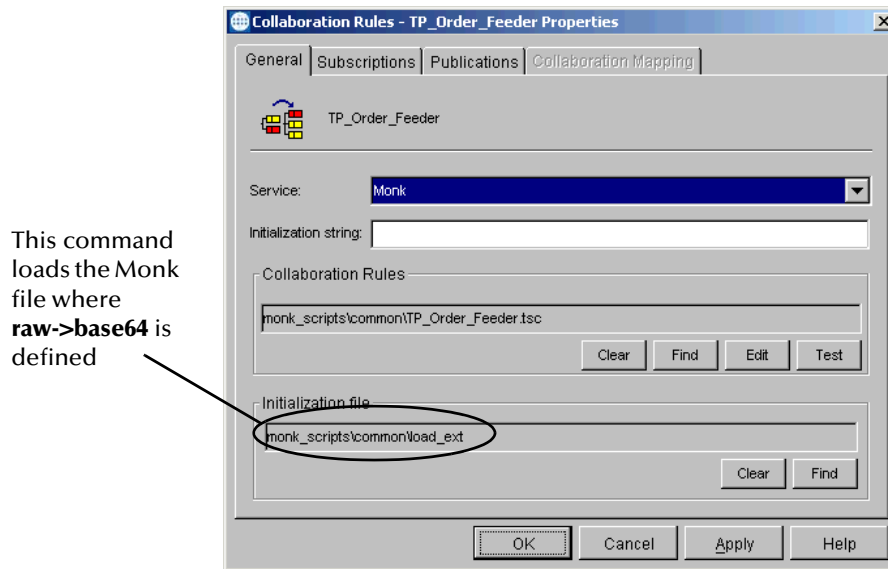 Collaboration Rules - TP_Order_Feeder Properties
General Subscriptions Publications Collaboration Mapping
TP_Order_Feeder
Service: Monk
Initialization string:
This command
loads the Monk
file where
raw->base64 is
defined
Collaboration Rules
monk_scripts\common\TP_Order_Feeder.tsc
Clear Find Edit Test
Initialization file
monk_scripts\common\load_ext
Clear Find
OK Cancel Apply Help